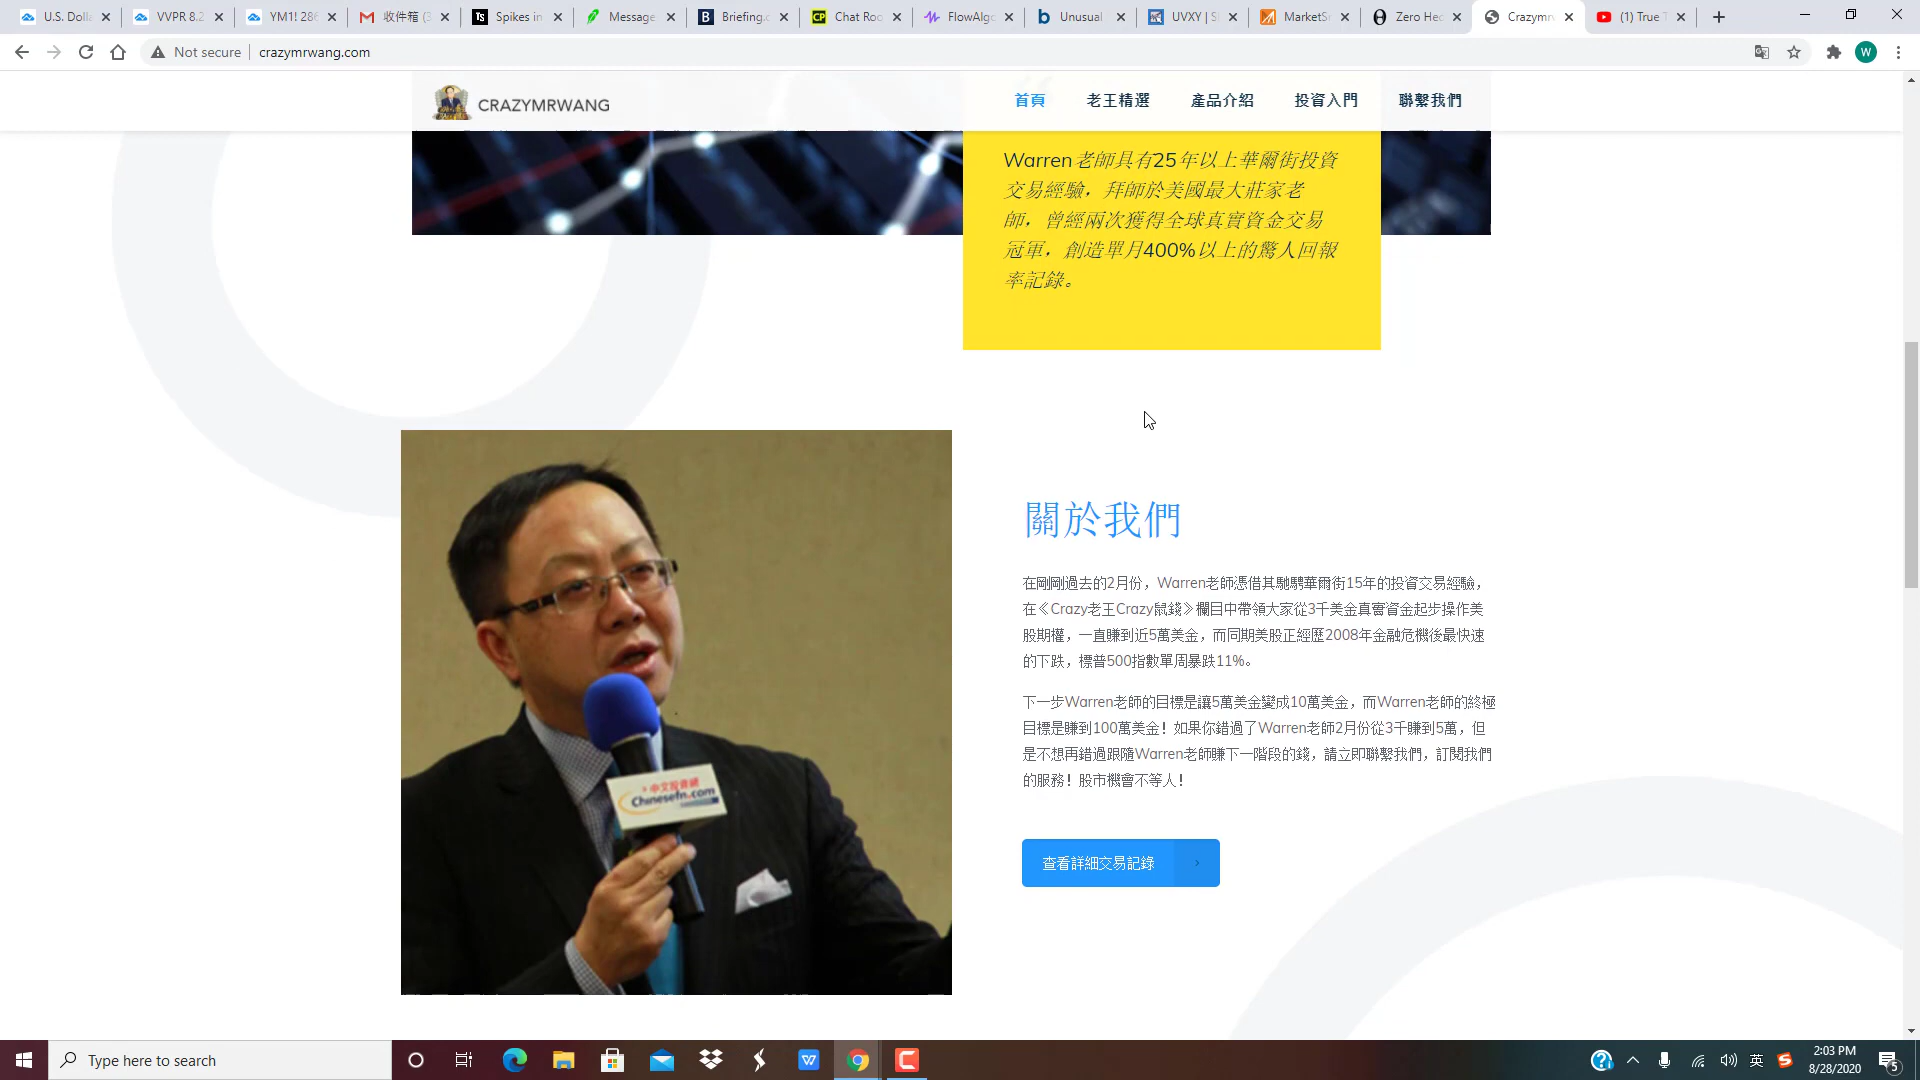 U.S. Dolla
VVPR 8.2
YM1! 286
收件箱 (3
Spikes in
Message
Briefing.c
Chat Roo
FlowAlgo
Unusual
UVXY | S
MarketSm
Zero Hed
Crazymrw
(1) True T
Not secure
crazymrwang.com
W
CRAZYMRWANG
首頁
老王精選
產品介紹
投資入門
聯繫我們
Warren老師具有25年以上華爾街投資
交易經驗，拜師於美國最大莊家老
師，曾經兩次獲得全球真實資金交易
冠軍，創造單月400%以上的驚人回報
率記錄。
中文投資網
Chinesefn.com
關於我們
在剛剛過去的2月份，Warren老師憑借其馳騁華爾街15年的投資交易經驗，
在《Crazy老王Crazy鼠錢》欄目中帶領大家從3千美金真實資金起步操作美
股期權，一直賺到近5萬美金，而同期美股正經歷2008年金融危機後最快速
的下跌，標普500指數單周暴跌11%。
下一步Warren老師的目標是讓5萬美金變成10萬美金，而Warren老師的終極
目標是賺到100萬美金！如果你錯過了Warren老師2月份從3千賺到5萬，但
是不想再錯過跟隨Warren老師賺下一階段的錢，請立即聯繫我們，訂閱我們
的服務！股市機會不等人！
查看詳細交易記錄
Type here to search
英
2:03 PM
8/28/2020
5